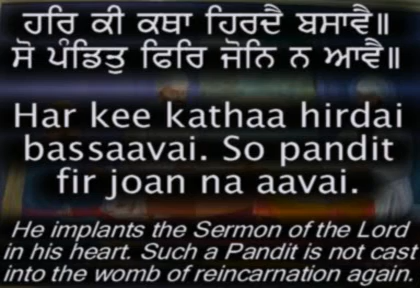 ਹਰਿ ਕੀ ਕਥਾ ਹਿਰਦੈ ਬਸਾਵੈ॥
ਸੋ ਪੰਡਿਤੁ ਫਿਰਿ ਜੋਨਿ ਨ ਆਵੈ॥
Har kee kathaa hirdai
bassaavai. So pandit
fir joan na aavai.
He implants the Sermon of the Lord
in his heart. Such a Pandit is not cast
into the womb of reincarnation again.